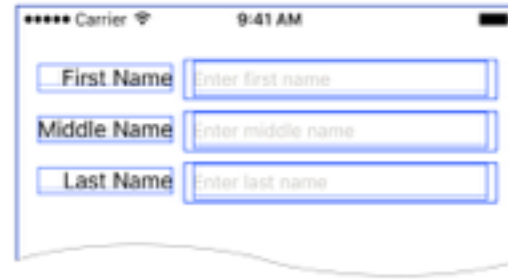 Carrier 9:41 AM
First Name Enter first name
Middle Name Enter middle name
Last Name Enter last name